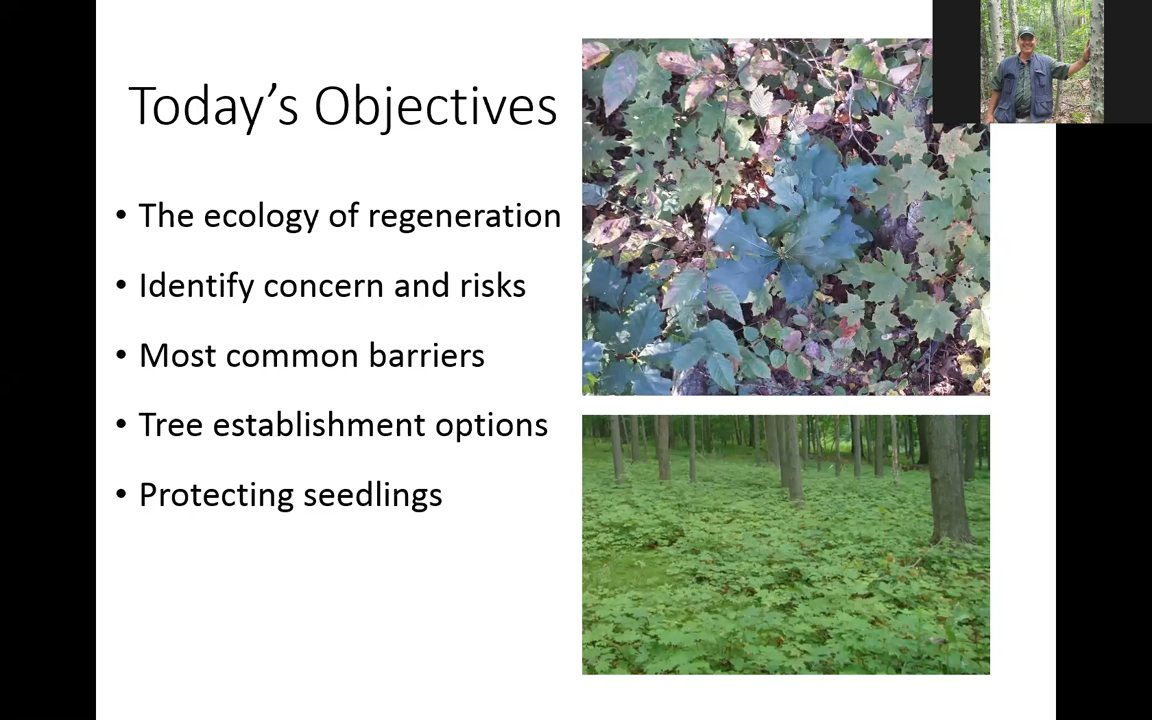 Today’s Objectives
• The ecology of regeneration
• Identify concern and risks
• Most common barriers
• Tree establishment options
• Protecting seedlings